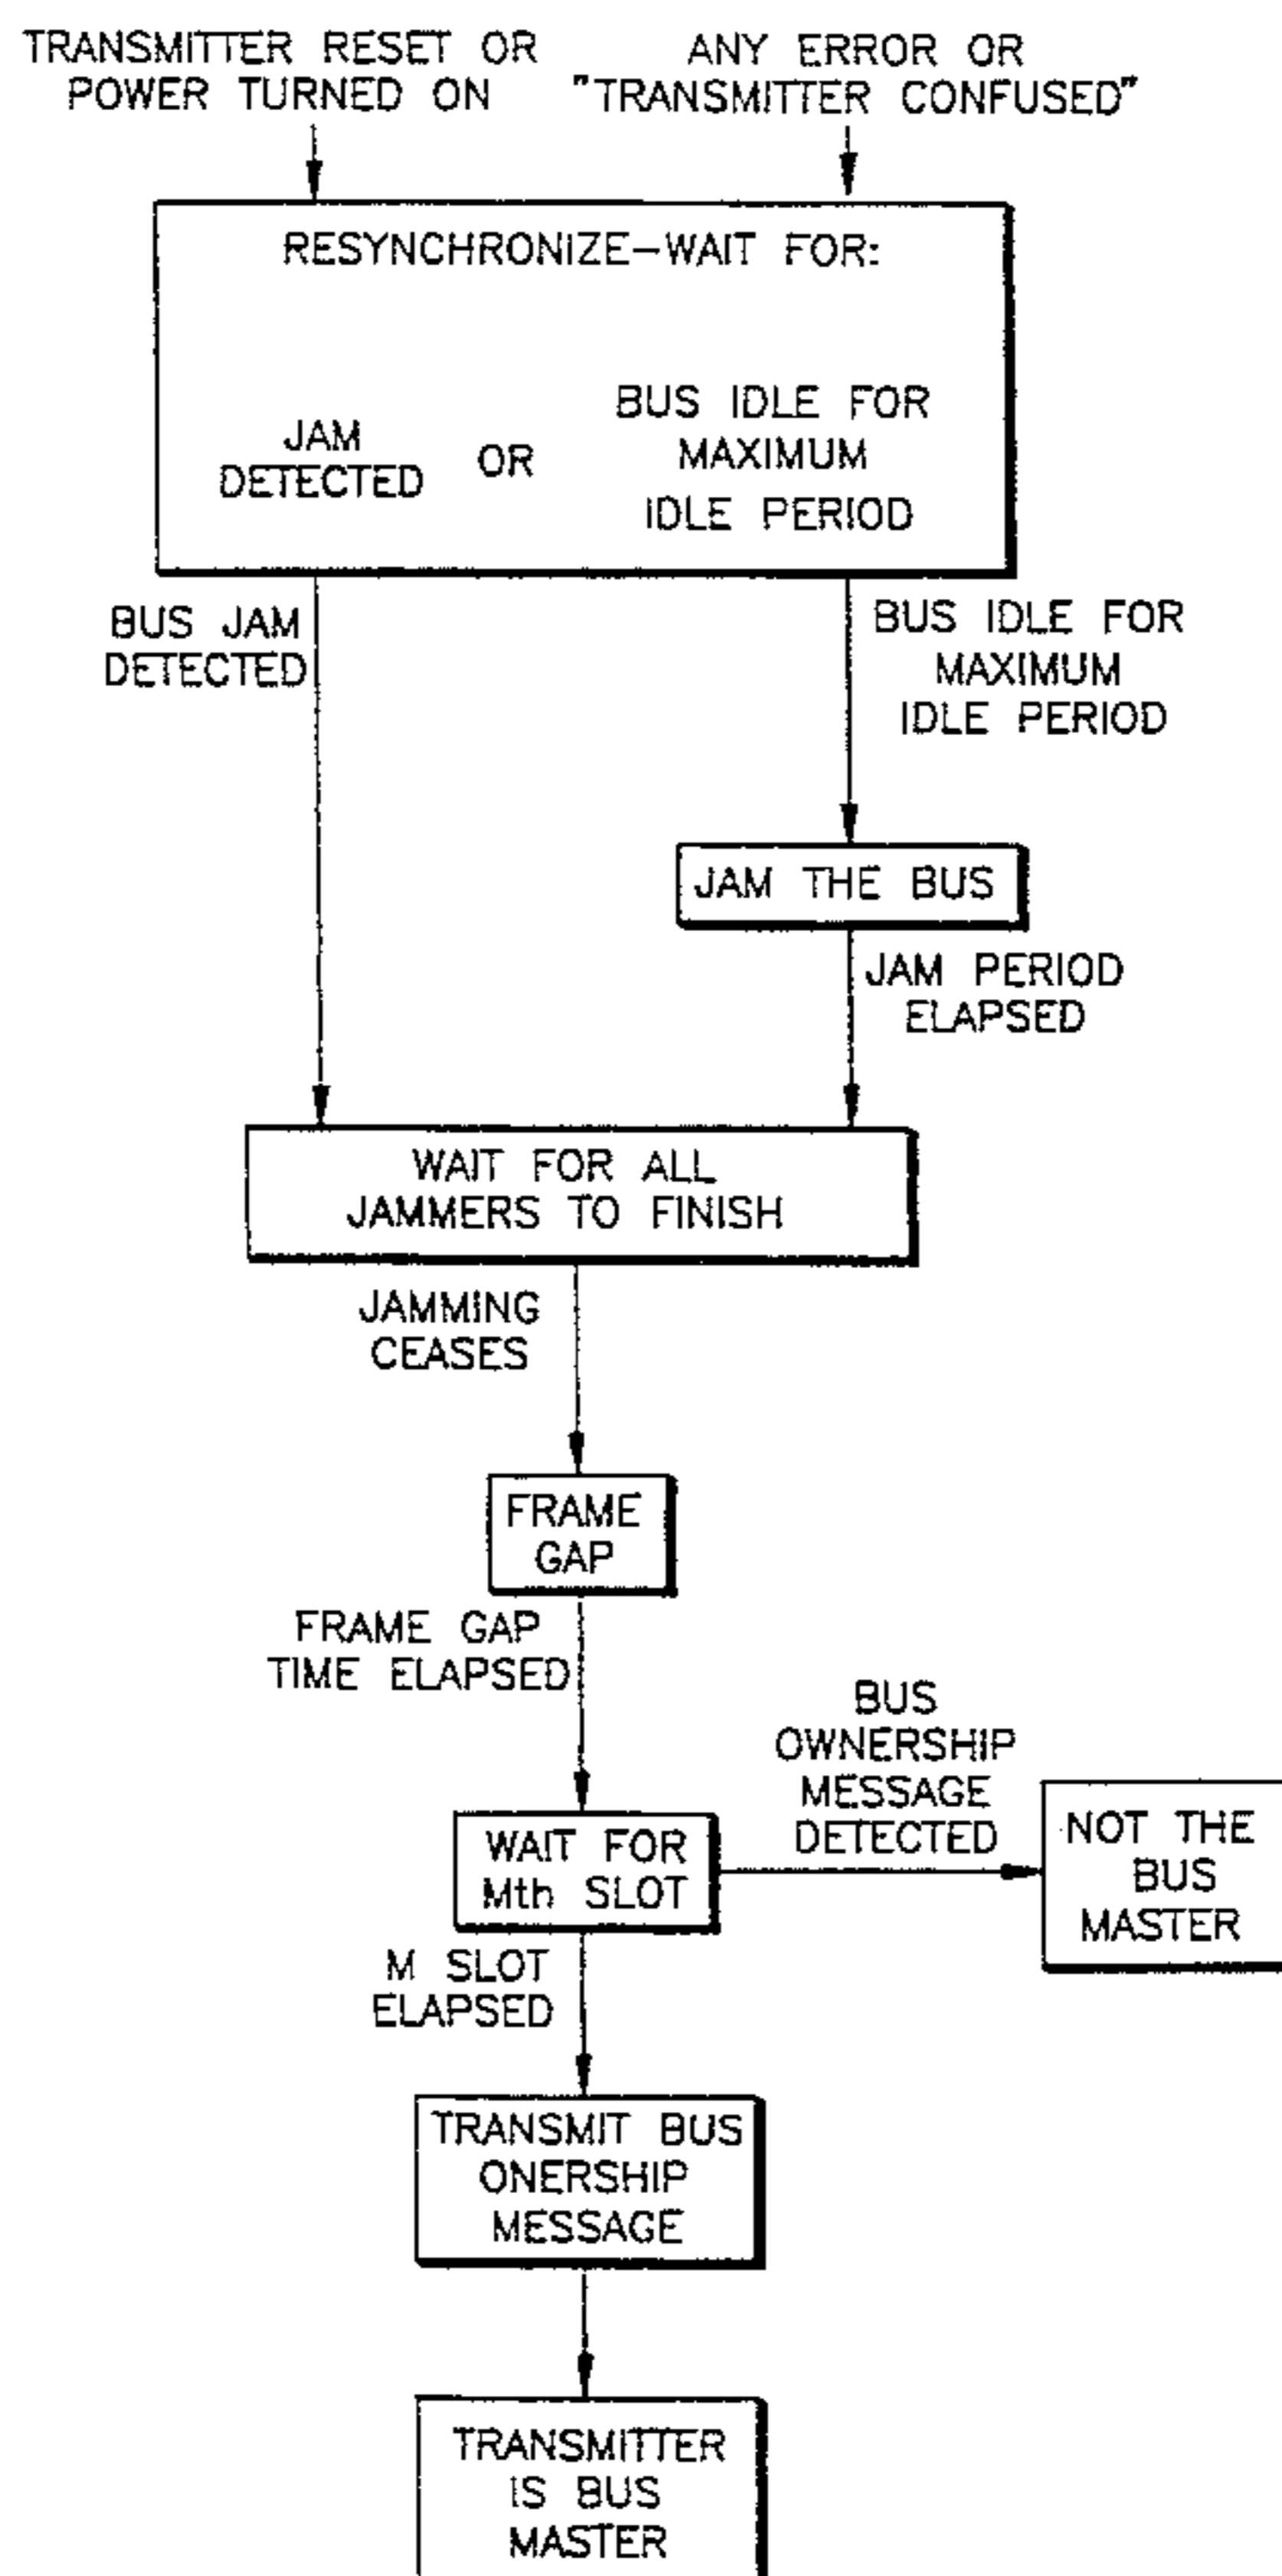 TRANSMITTER RESET OR
POWER TURNED ON
ANY ERROR OR
"TRANSMITTER CONFUSED"
RESYNCHRONIZE-WAIT FOR:
JAM
DETECTED
OR
BUS IDLE FOR
MAXIMUM
IDLE PERIOD
BUS JAM
DETECTED
BUS IDLE FOR
MAXIMUM
IDLE PERIOD
JAM THE BUS
JAM PERIOD
ELAPSED
WAIT FOR ALL
JAMMERS TO FINISH
JAMMING
CEASES
FRAME
GAP
FRAME GAP
TIME ELAPSED
BUS
OWNERSHIP
MESSAGE
DETECTED
WAIT FOR
Mth SLOT
NOT THE
BUS
MASTER
M SLOT
ELAPSED
TRANSMIT BUS
ONERSHIP
MESSAGE
TRANSMITTER
IS BUS
MASTER